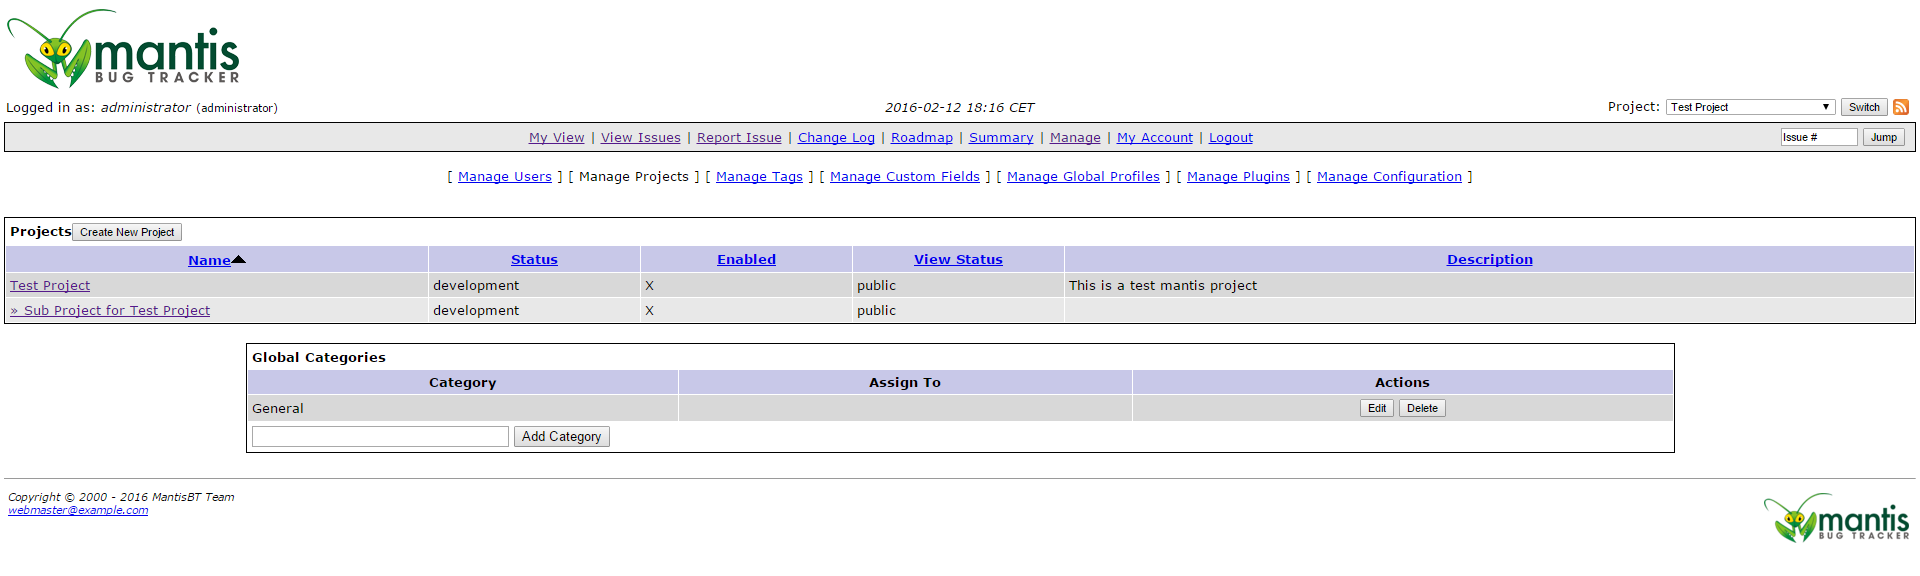 mantis
BUG TRACKER
Logged in as: administrator (administrator) 2016-02-12 18:16 CET Project: Test Project Switch
My View | View Issues | Report Issue | Change Log | Roadmap | Summary | Manage | My Account | Logout Issue # Jump
[ Manage Users ] [ Manage Projects ] [ Manage Tags ] [ Manage Custom Fields ] [ Manage Global Profiles ] [ Manage Plugins ] [ Manage Configuration ]
Projects Create New Project
Name Status Enabled View Status Description
Test Project development X public This is a test mantis project
» Sub Project for Test Project development X public
Global Categories
Category Assign To Actions
General Edit Delete
Add Category
Copyright © 2000 - 2016 MantisBT Team
webmaster@example.com
mantis
BUG TRACKER